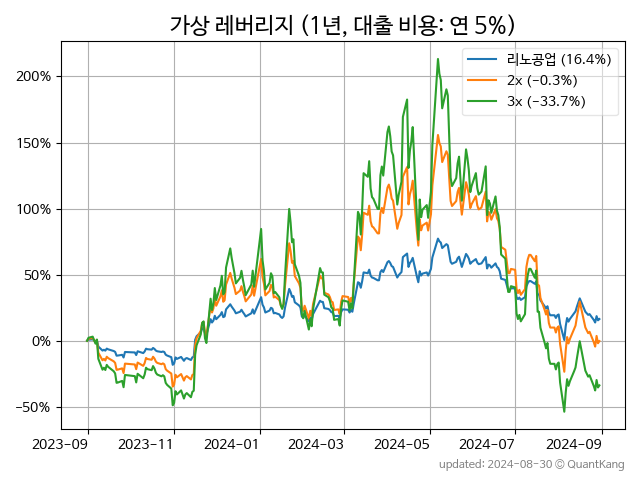 가상 레버리지 (1년, 대출 비용: 연 5%)
리노공업 (16.4%)
2x (−0.3%)
3x (−33.7%)
200%
150%
100%
50%
0%
−50%
2023-09 2023-11 2024-01 2024-03 2024-05 2024-07 2024-09
updated: 2024-08-30 © QuantKang